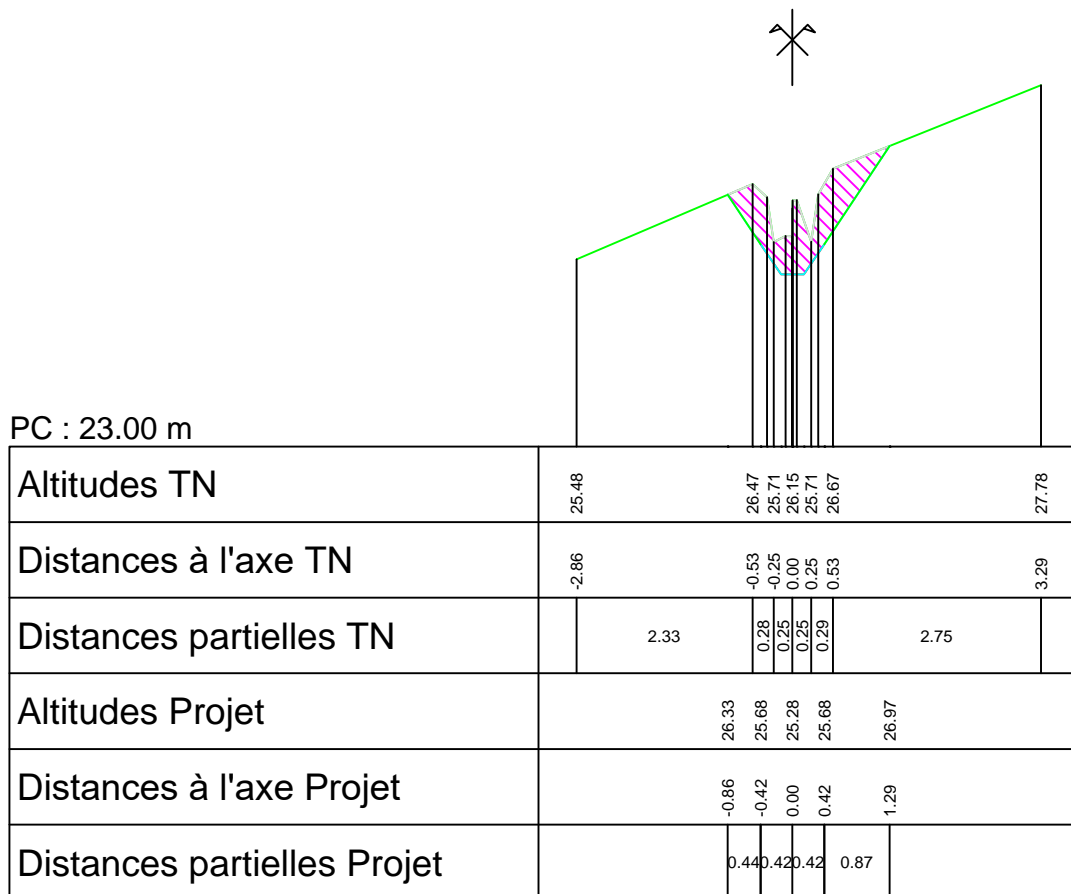 PC : 23.00 m
Altitudes TN 25.48 26.47 25.71 26.15 25.71 26.67 27.78
Distances à l'axe TN -2.86 -0.53 -0.25 0.00 0.25 0.53 3.29
Distances partielles TN 2.33 0.28 0.25 0.25 0.29 2.75
Altitudes Projet 26.33 25.68 25.28 25.68 26.97
Distances à l'axe Projet -0.86 -0.42 0.00 0.42 1.29
Distances partielles Projet 0.44 0.42 0.42 0.87